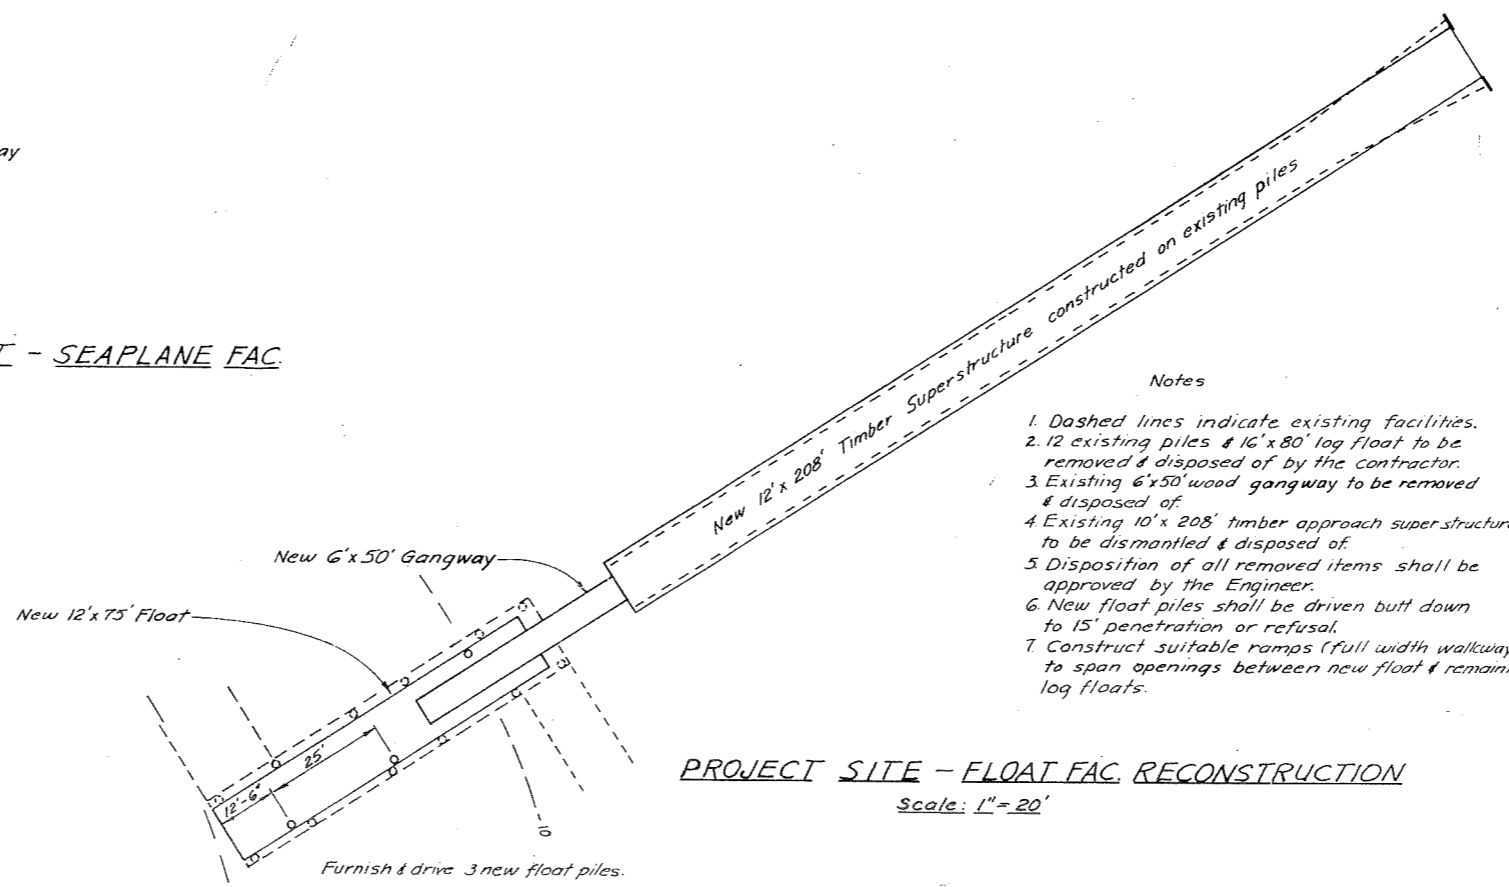 ay
- SEAPLANE FAC.
New 12' x 208' Timber Superstructure constructed on existing piles
New 6'x50' Gangway
New 12'x75' Float
25'
12'-6"
10
Furnish & drive 3 new float piles.
Notes
1. Dashed lines indicate existing facilities.
2. 12 existing piles & 16'x80' log float to be
removed & disposed of by the contractor.
3. Existing 6'x50' wood gangway to be removed
& disposed of.
4. Existing 10'x 208' timber approach superstructur
to be dismantled & disposed of.
5. Disposition of all removed items shall be
approved by the Engineer.
6. New float piles shall be driven butt down
to 15' penetration or refusal.
7. Construct suitable ramps (full width walkway
to span openings between new float & remain
log floats.
PROJECT SITE - FLOAT FAC. RECONSTRUCTION
Scale: 1"= 20'